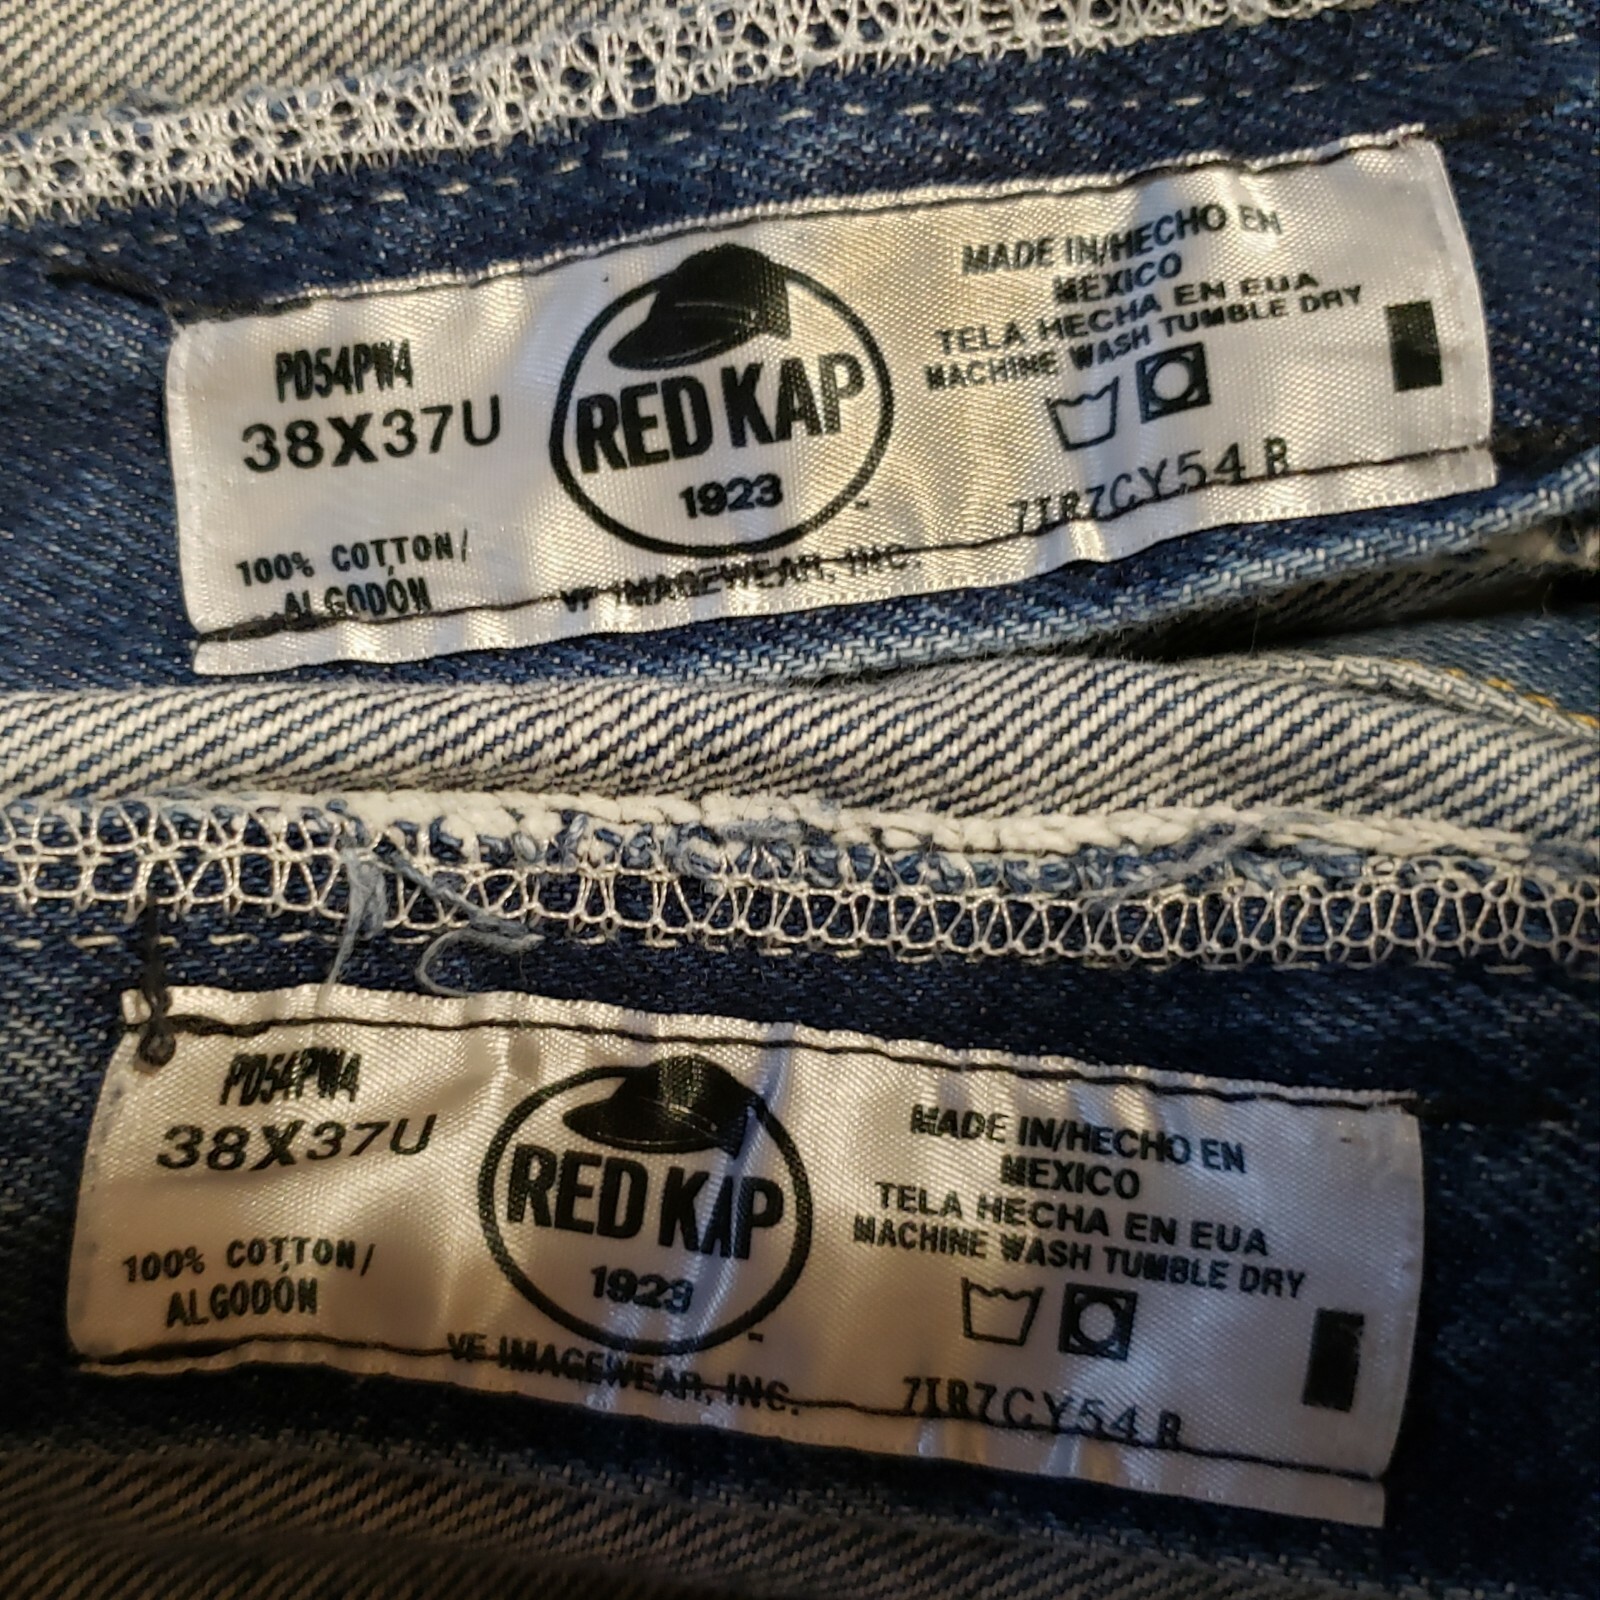 PD54PW4
38X37U
100% COTTON/
ALGODÓN
RED KAP
1923
VF IMAGEWEAR, INC.
MADE IN/HECHO EN
MEXICO
TELA HECHA EN EUA
MACHINE WASH TUMBLE DRY
7IR7CY54 R
PD54PW4
38X37U
100% COTTON/
ALGODÓN
RED KAP
1923
VF IMAGEWEAR, INC.
MADE IN/HECHO EN
MEXICO
TELA HECHA EN EUA
MACHINE WASH TUMBLE DRY
7IR7CY54 R